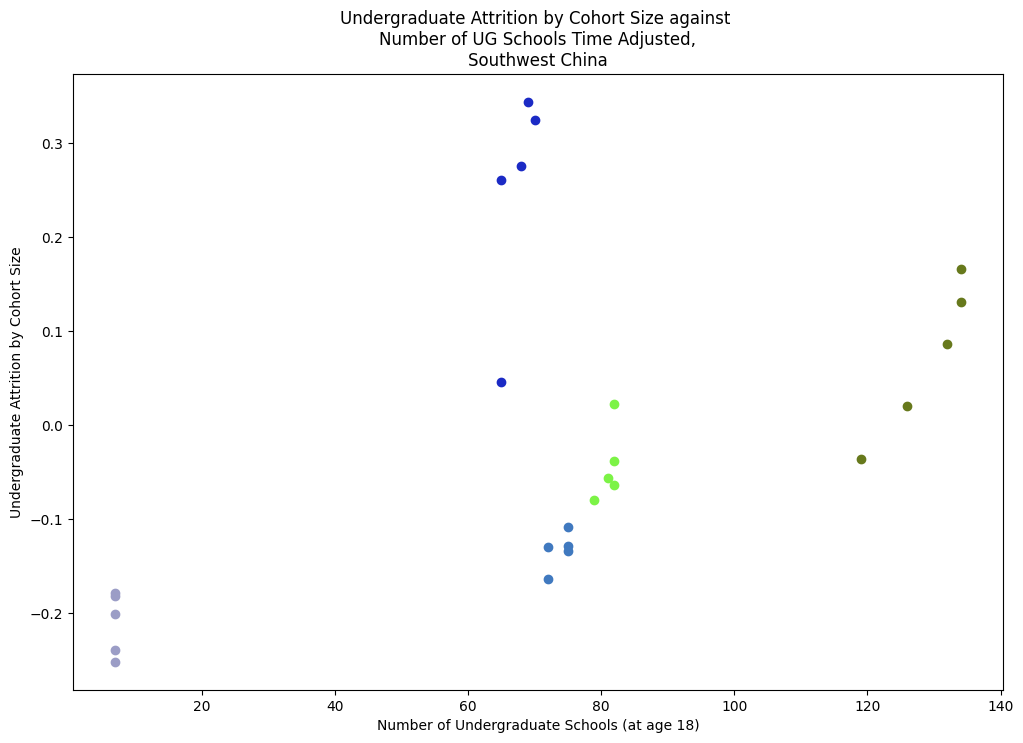 Undergraduate Attrition by Cohort Size against
Number of UG Schools Time Adjusted,
Southwest China
Undergraduate Attrition by Cohort Size
0.3
0.2
0.1
0.0
−0.1
−0.2
20
40
60
80
100
120
140
Number of Undergraduate Schools (at age 18)